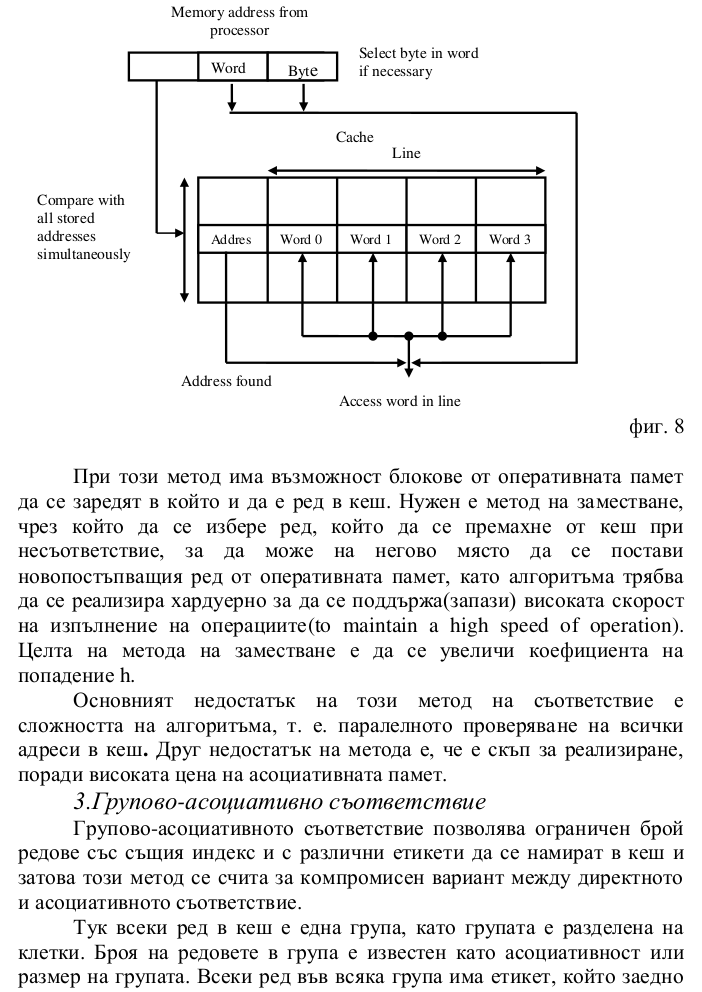 Memory address from
processor
Select byte in word
if necessary
Word
Byte
Cache
Line
Compare with
all stored
addresses
simultaneously
Addres
Word 0
Word 1
Word 2
Word 3
Address found
Access word in line
фиг. 8
При този метод има възможност блокове от оперативната памет
да се заредят в който и да е ред в кеш. Нужен е метод на заместване,
чрез който да се избере ред, който да се премахне от кеш при
несъответствие, за да може на негово място да се постави
новопостъпващия ред от оперативната памет, като алгоритъма трябва
да се реализира хардуерно за да се поддържа(запази) високата скорост
на изпълнение на операциите(to maintain a high speed of operation).
Целта на метода на заместване е да се увеличи коефициента на
попадение h.
Основният недостатък на този метод на съответствие е
сложността на алгоритъма, т. е. паралелното проверяване на всички
адреси в кеш. Друг недостатък на метода е, че е скъп за реализиране,
поради високата цена на асоциативната памет.
3.Групово-асоциативно съответствие
Групово-асоциативното съответствие позволява ограничен брой
редове със същия индекс и с различни етикети да се намират в кеш и
затова този метод се счита за компромисен вариант между директното
и асоциативното съответствие.
Тук всеки ред в кеш е една група, като групата е разделена на
клетки. Броя на редовете в група е известен като асоциативност или
размер на групата. Всеки ред във всяка група има етикет, който заедно